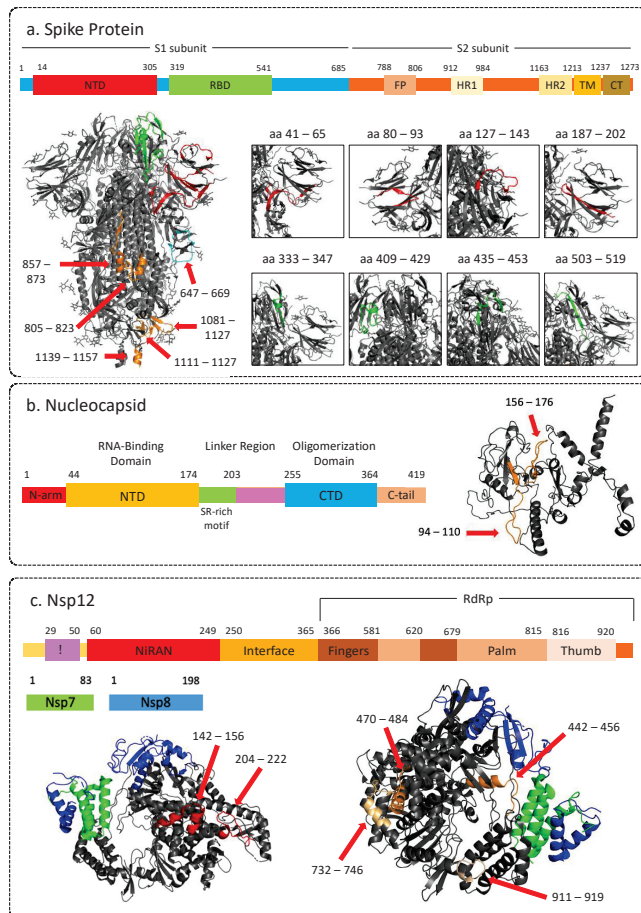 a. Spike Protein
S1 subunit S2 subunit
1 14 305 319 541 685 788 806 912 984 1163 1213 1237 1273
NTD RBD FP HR1 HR2 TM CT
aa 41 – 65 aa 80 – 93 aa 127 – 143 aa 187 – 202
857 –
873
647 – 669
805 – 823
1081 –
1127
1139 – 1157
1111 – 1127
aa 333 – 347 aa 409 – 429 aa 435 – 453 aa 503 – 519
b. Nucleocapsid
RNA-Binding
Domain
Linker Region
Oligomerization
Domain
1 44 174 203 255 364 419
N-arm NTD CTD C-tail
SR-rich
motif
156 – 176
94 – 110
c. Nsp12
RdRp
29 50 60 249 250 365 366 581 620 679 815 816 920
! NiRAN Interface Fingers Palm Thumb
1 83 1 198
Nsp7 Nsp8
142 – 156
204 – 222
470 – 484
442 – 456
732 – 746
911 – 919